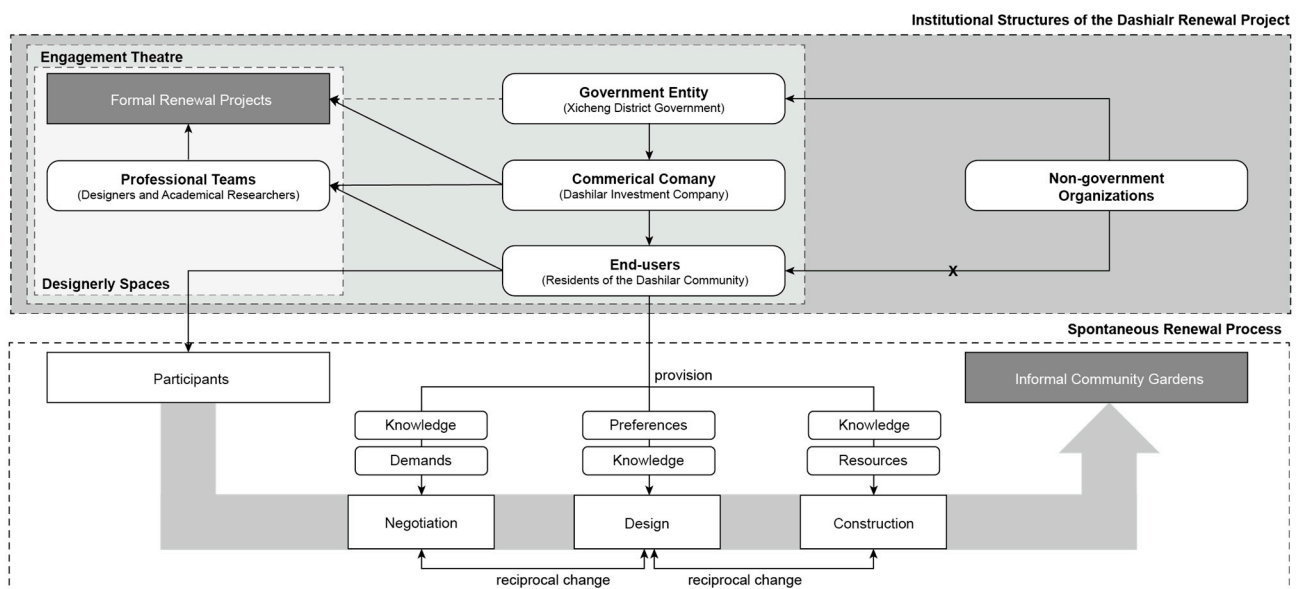 Institutional Structures of the Dashialr Renewal Project
Engagement Theatre
Formal Renewal Projects
Government Entity
(Xicheng District Government)
Professional Teams
(Designers and Academical Researchers)
Commerical Comany
(Dashilar Investment Company)
Non-government
Organizations
End-users
(Residents of the Dashilar Community)
X
Designerly Spaces
Spontaneous Renewal Process
Participants
Informal Community Gardens
provision
Knowledge
Preferences
Knowledge
Demands
Knowledge
Resources
Negotiation
Design
Construction
reciprocal change
reciprocal change